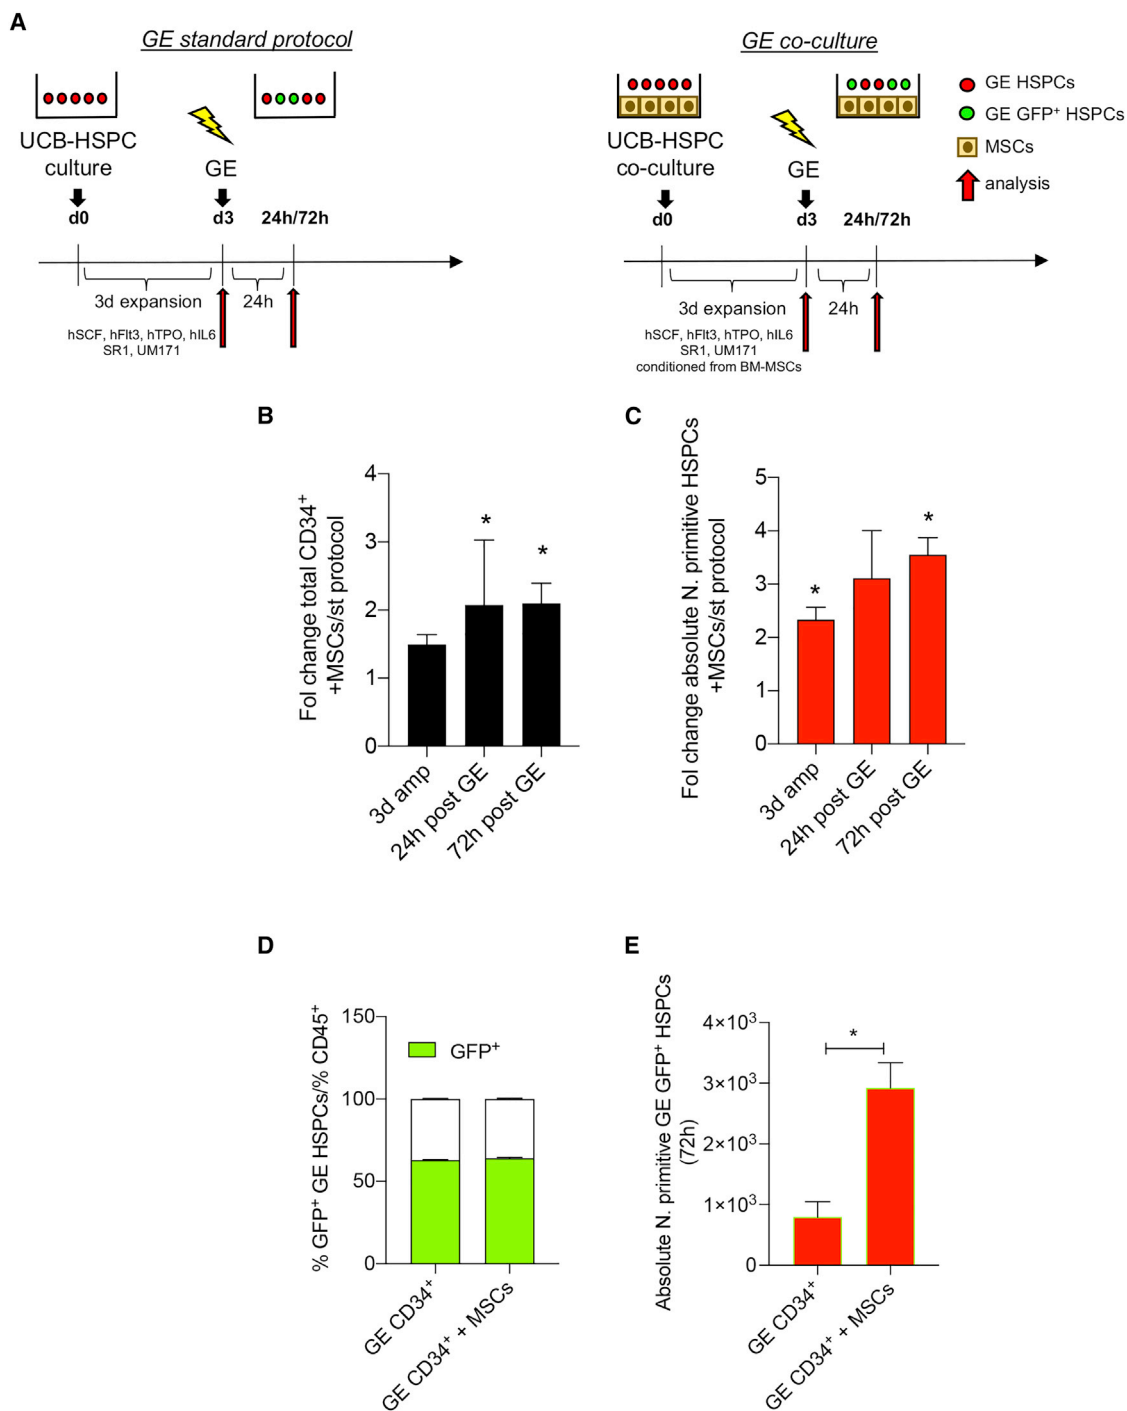 A
GE standard protocol
UCB-HSPC
culture
GE
d0
d3
24h/72h
3d expansion
24h
hSCF, hFlt3, hTPO, hIL6
SR1, UM171
GE co-culture
UCB-HSPC
co-culture
GE
d0
d3
24h/72h
3d expansion
24h
hSCF, hFlt3, hTPO, hIL6
SR1, UM171
conditioned from BM-MSCs
GE HSPCs
GE GFP⁺ HSPCs
MSCs
analysis
B
Fol change total CD34⁺
+MSCs/st protocol
4
3
2
1
0
*
*
3d amp
24h post GE
72h post GE
C
Fol change absolute N. primitive HSPCs
+MSCs/st protocol
5
4
3
2
1
0
*
*
3d amp
24h post GE
72h post GE
D
% GFP⁺ GE HSPCs/% CD45⁺
150
100
50
0
GFP⁺
GE CD34⁺
GE CD34⁺ + MSCs
E
Absolute N. primitive GE GFP⁺ HSPCs
(72h)
4×10³
3×10³
2×10³
1×10³
0
*
GE CD34⁺
GE CD34⁺ + MSCs